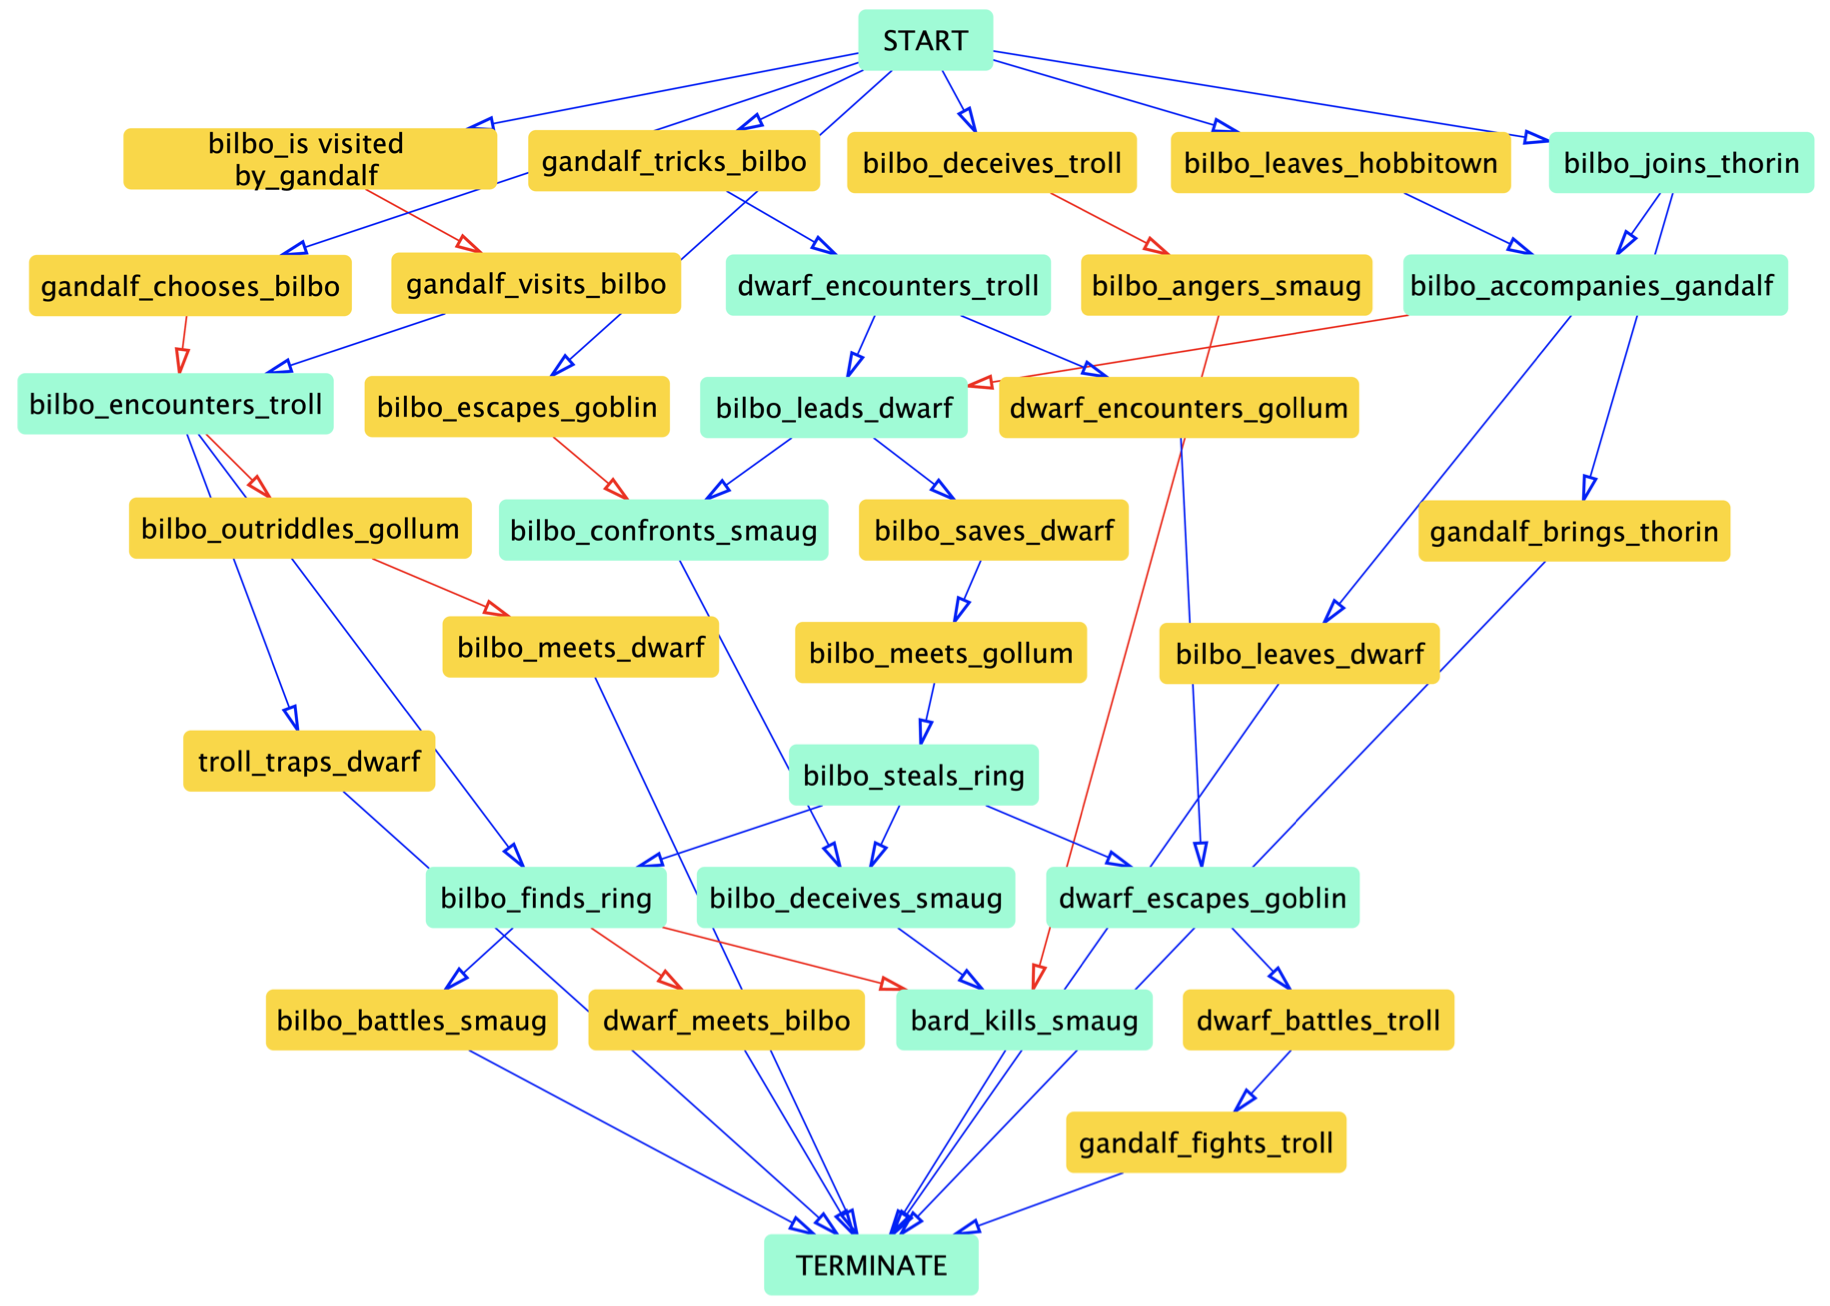 START
bilbo_is visited
by_gandalf
gandalf_tricks_bilbo
bilbo_deceives_troll
bilbo_leaves_hobbitown
bilbo_joins_thorin
gandalf_chooses_bilbo
gandalf_visits_bilbo
dwarf_encounters_troll
bilbo_angers_smaug
bilbo_accompanies_gandalf
bilbo_encounters_troll
bilbo_escapes_goblin
bilbo_leads_dwarf
dwarf_encounters_gollum
bilbo_outriddles_gollum
bilbo_confronts_smaug
bilbo_saves_dwarf
gandalf_brings_thorin
bilbo_meets_dwarf
bilbo_meets_gollum
bilbo_leaves_dwarf
troll_traps_dwarf
bilbo_steals_ring
bilbo_finds_ring
bilbo_deceives_smaug
dwarf_escapes_goblin
bilbo_battles_smaug
dwarf_meets_bilbo
bard_kills_smaug
dwarf_battles_troll
gandalf_fights_troll
TERMINATE